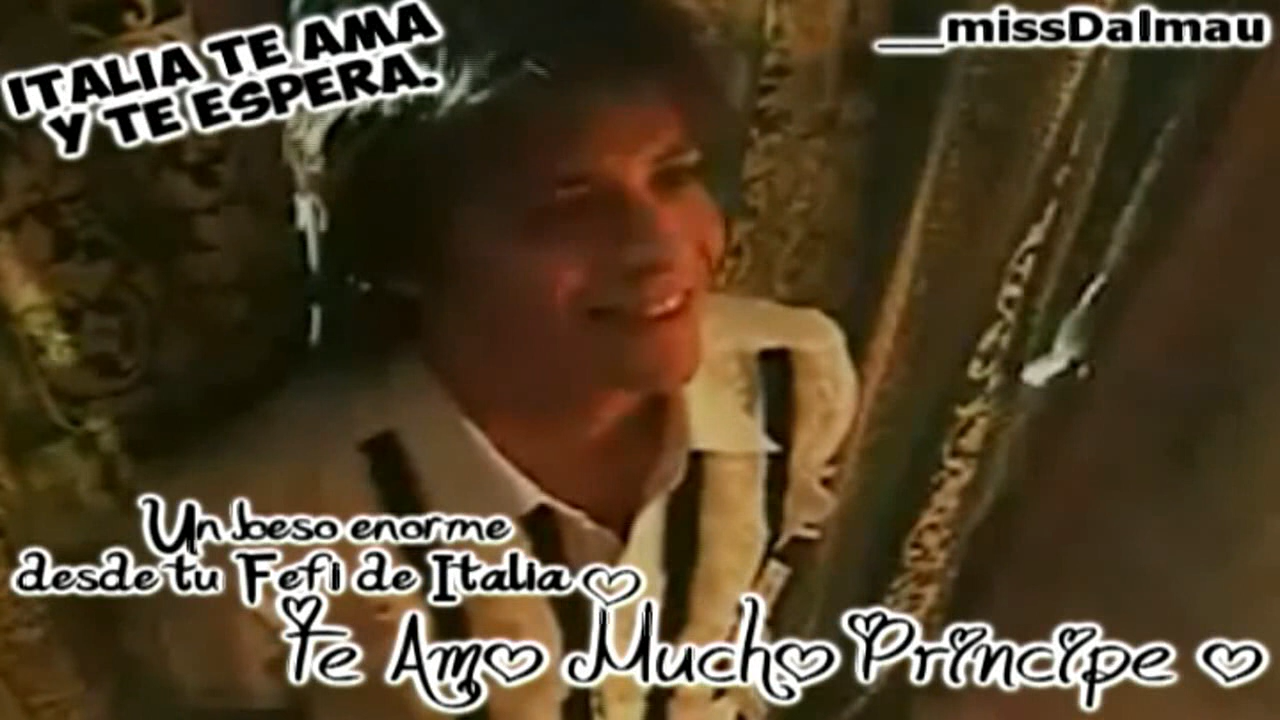 ITALIA TE AMA
Y TE ESPERA.
__missDalmau
Un beso enorme
desde tu Fefi de Italia ♡
Te Amo Mucho Principe ♡